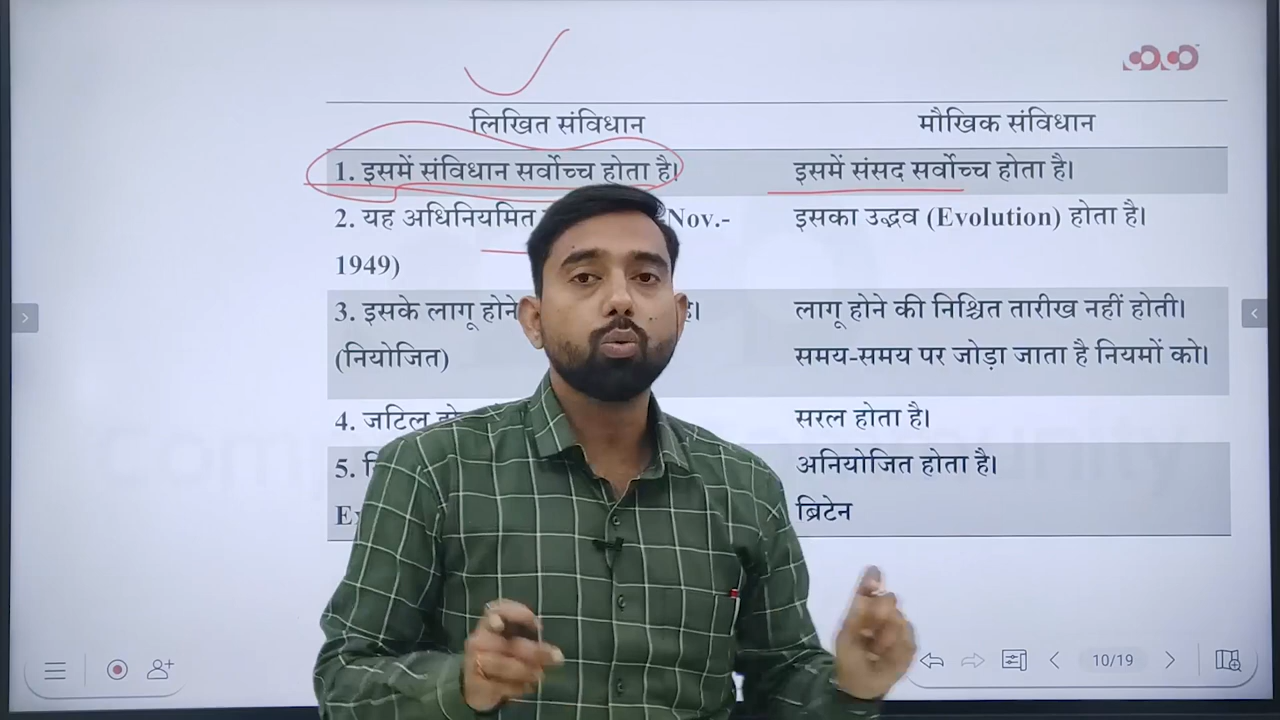 लिखित संविधान मौखिक संविधान
1. इसमें संविधान सर्वोच्च होता है। इसमें संसद सर्वोच्च होता है।
2. यह अधिनियमित Nov.- इसका उद्भव (Evolution) होता है।
1949)
3. इसके लागू होने लागू होने की निश्चित तारीख नहीं होती।
(नियोजित) समय-समय पर जोड़ा जाता है नियमों को।
4. जटिल सरल होता है।
5. अनियोजित होता है।
ब्रिटेन
10/19